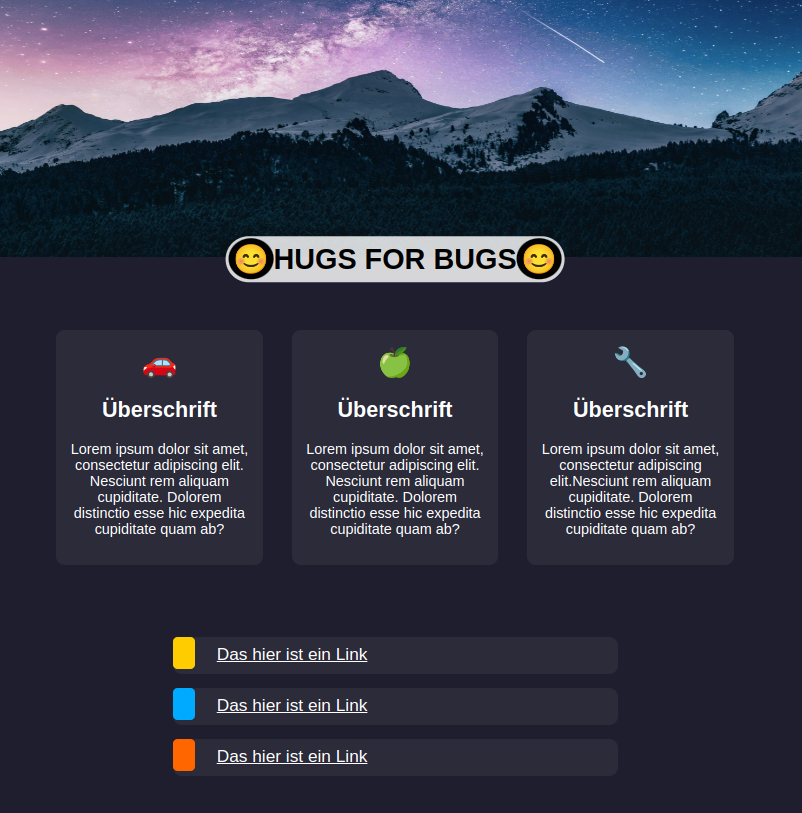 😊HUGS FOR BUGS😊
🚗
Überschrift
Lorem ipsum dolor sit amet,
consectetur adipiscing elit.
Nesciunt rem aliquam
cupiditate. Dolorem
distinctio esse hic expedita
cupiditate quam ab?
🍏
Überschrift
Lorem ipsum dolor sit amet,
consectetur adipiscing elit.
Nesciunt rem aliquam
cupiditate. Dolorem
distinctio esse hic expedita
cupiditate quam ab?
🔧
Überschrift
Lorem ipsum dolor sit amet,
consectetur adipiscing
elit.Nesciunt rem aliquam
cupiditate. Dolorem
distinctio esse hic expedita
cupiditate quam ab?
Das hier ist ein Link
Das hier ist ein Link
Das hier ist ein Link